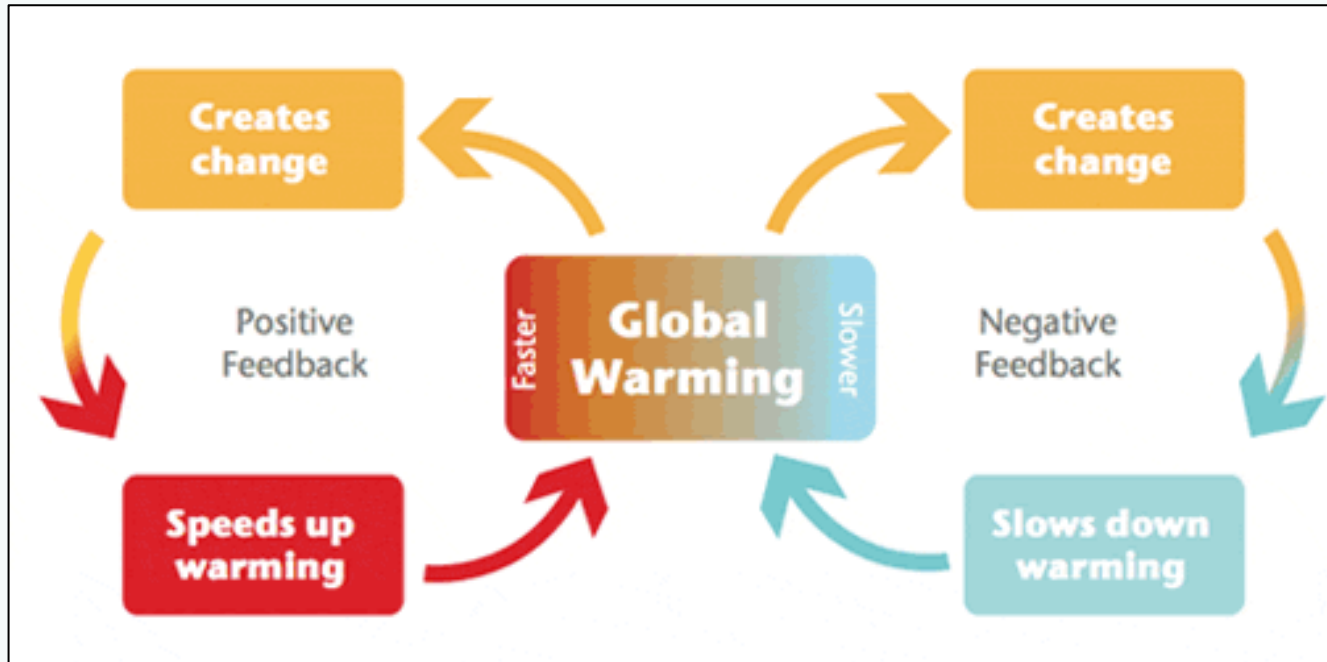 Creates
change
Positive
Feedback
Speeds up
warming
Faster
Global
Warming
Slower
Creates
change
Negative
Feedback
Slows down
warming